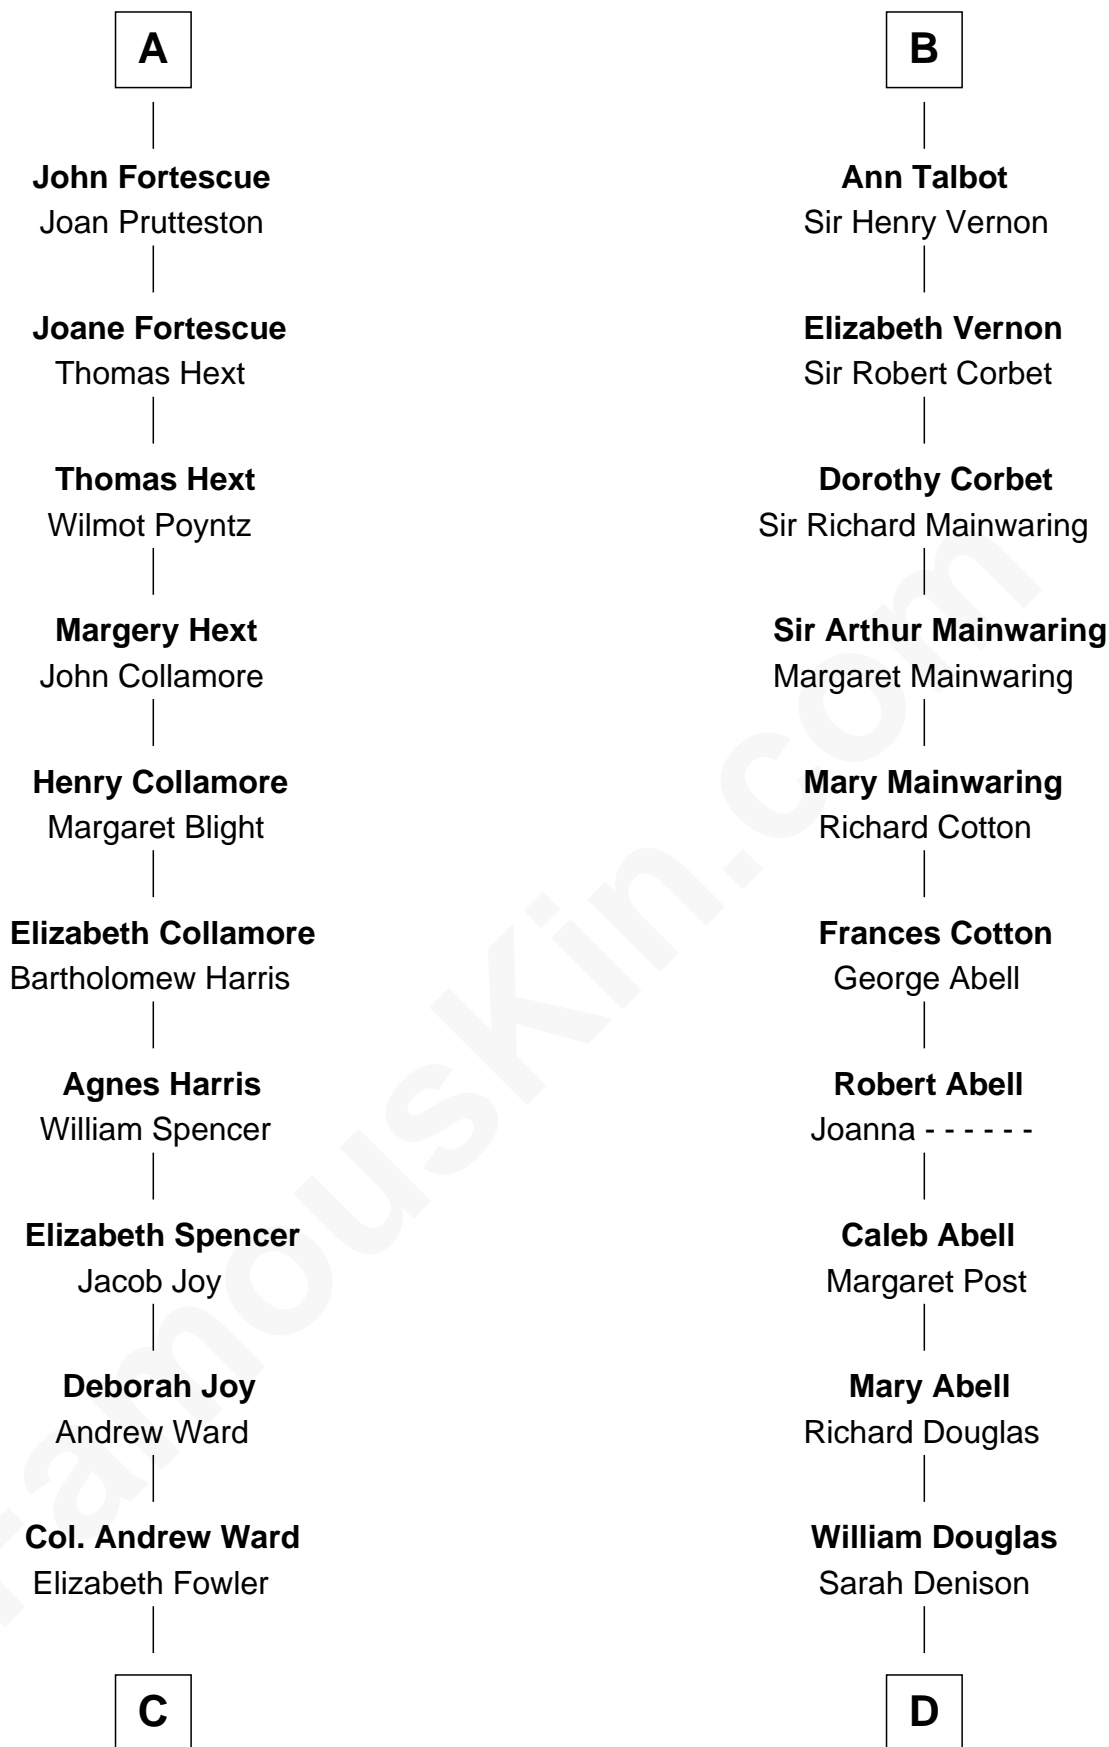 A
John Fortescue
Joan Prutteston
Joane Fortescue
Thomas Hext
Thomas Hext
Wilmot Poyntz
Margery Hext
John Collamore
Henry Collamore
Margaret Blight
Elizabeth Collamore
Bartholomew Harris
Agnes Harris
William Spencer
Elizabeth Spencer
Jacob Joy
Deborah Joy
Andrew Ward
Col. Andrew Ward
Elizabeth Fowler
C
B
Ann Talbot
Sir Henry Vernon
Elizabeth Vernon
Sir Robert Corbet
Dorothy Corbet
Sir Richard Mainwaring
Sir Arthur Mainwaring
Margaret Mainwaring
Mary Mainwaring
Richard Cotton
Frances Cotton
George Abell
Robert Abell
Joanna - - - - - -
Caleb Abell
Margaret Post
Mary Abell
Richard Douglas
William Douglas
Sarah Denison
D
FamousKin.com